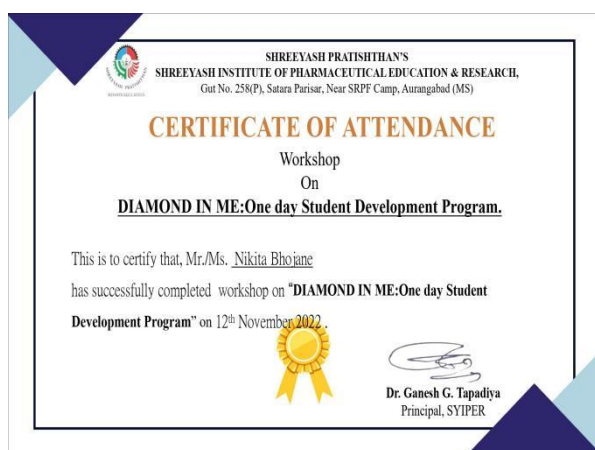 SHREEYASH PRATISHTHAN'S
SHREEYASH INSTITUTE OF PHARMACEUTICAL EDUCATION & RESEARCH,
Gut No. 258(P), Satara Parisar, Near SRPF Camp, Aurangabad (MS)
CERTIFICATE OF ATTENDANCE
Workshop
On
DIAMOND IN ME:One day Student Development Program.
This is to certify that, Mr./Ms. Nikita Bhojane
has successfully completed workshop on "DIAMOND IN ME:One day Student
Development Program" on 12th November 2022 .
Dr. Ganesh G. Tapadiya
Principal, SYIPER